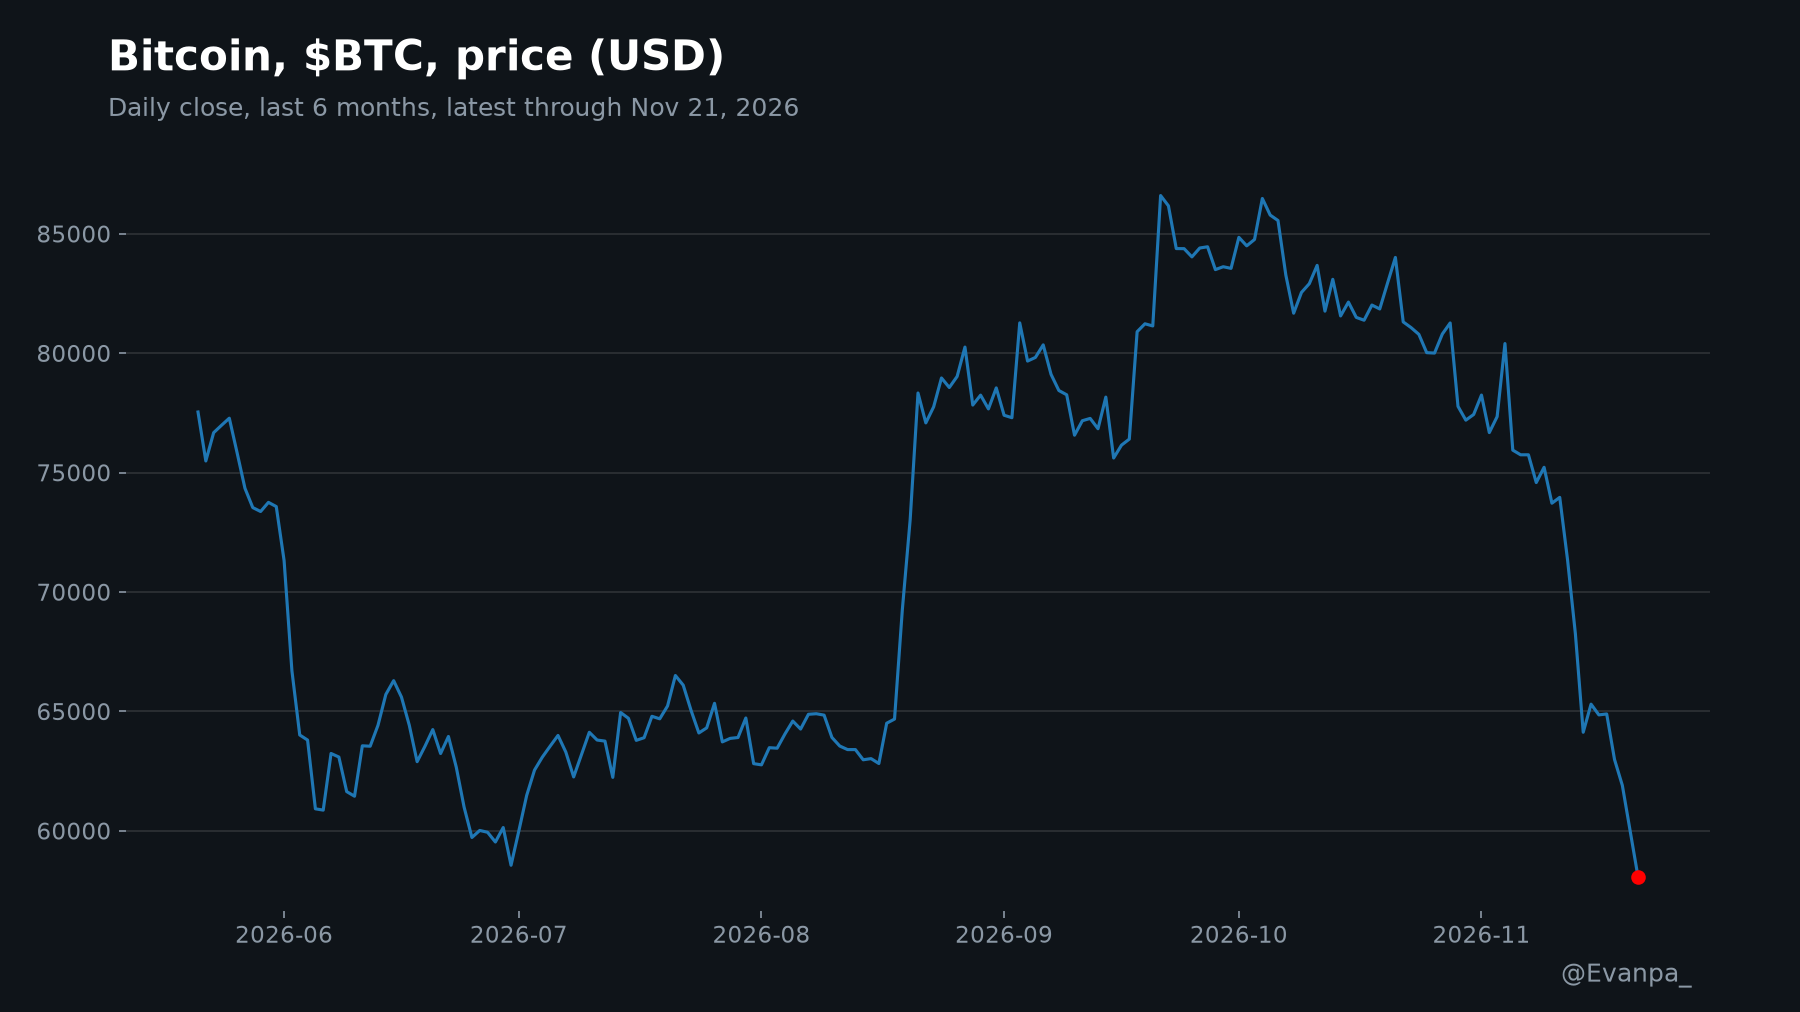 Bitcoin, $BTC, price (USD)
Daily close, last 6 months, latest through Nov 21, 2026
85000
80000
75000
70000
65000
60000
2026-06 2026-07 2026-08 2026-09 2026-10 2026-11
@Evanpa_